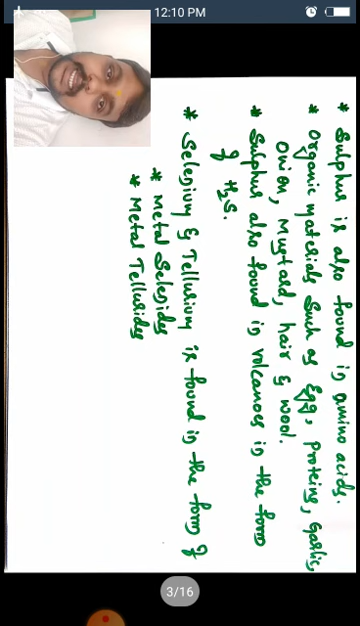 12:10 PM
* Sulphur is also found in amino acids.
* Organic materials such as Egg, Proteins, Garlic,
Onion, Mustard, hair & wool.
* Sulphur also found in volcanoes in the form
of H₂S.
* Selenium & Tellurium is found in the form of
* Metal Selenides
* Metal Tellurides
3/16